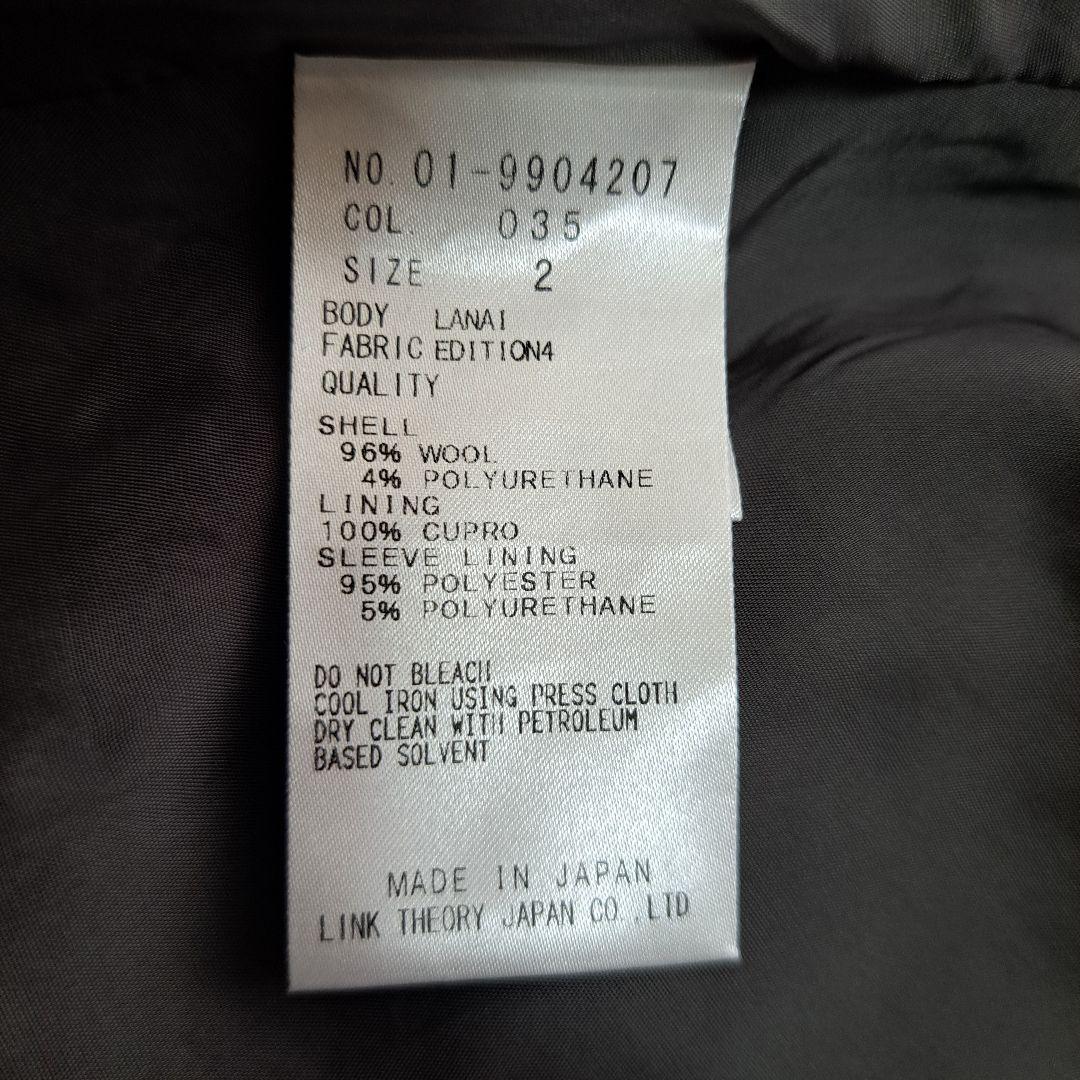 NO. 01-9904207
COL. 035
SIZE 2
BODY LANAI
FABRIC EDITION4
QUALITY
SHELL
96% WOOL
4% POLYURETHANE
LINING
100% CUPRO
SLEEVE LINING
95% POLYESTER
5% POLYURETHANE
DO NOT BLEACH
COOL IRON USING PRESS CLOTH
DRY CLEAN WITH PETROLEUM
BASED SOLVENT
MADE IN JAPAN
LINK THEORY JAPAN CO.,LTD